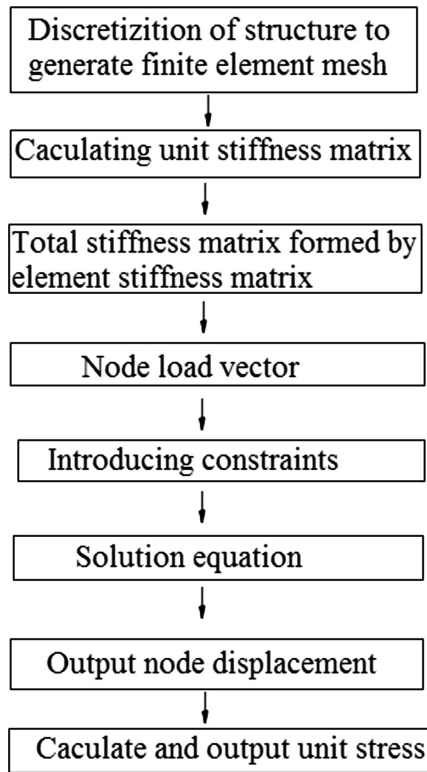 Discretizition of structure to
generate finite element mesh
Caculating unit stiffness matrix
Total stiffness matrix formed by
element stiffness matrix
Node load vector
Introducing constraints
Solution equation
Output node displacement
Caculate and output unit stress